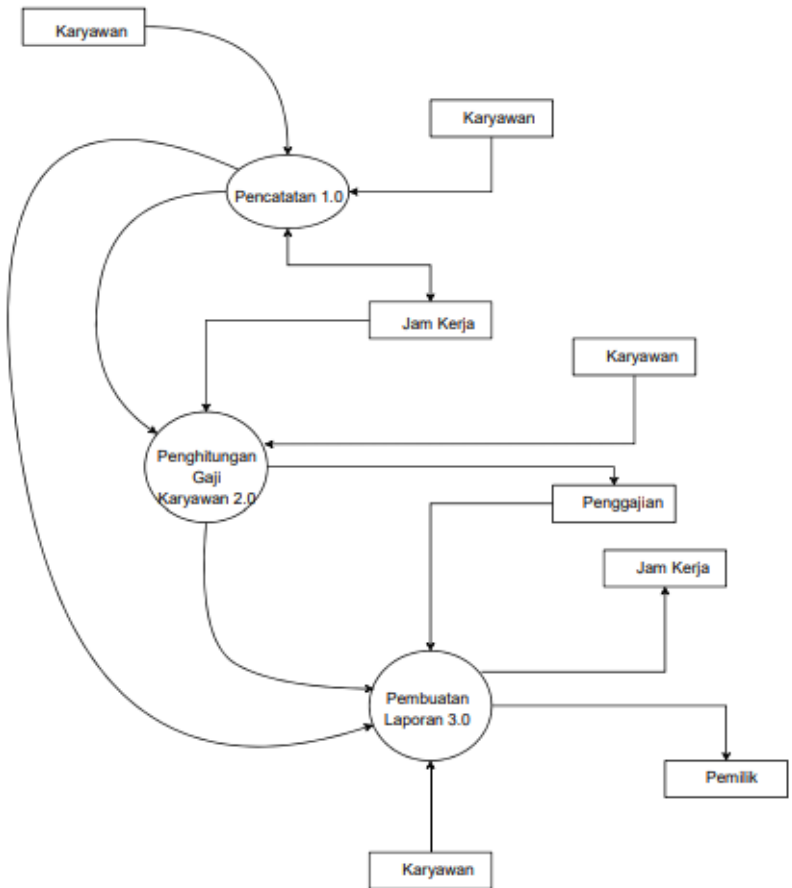 Karyawan
Karyawan
Pencatatan 1.0
Jam Kerja
Karyawan
Penghitungan
Gaji
Karyawan 2.0
Penggajian
Jam Kerja
Pembuatan
Laporan 3.0
Pemilik
Karyawan